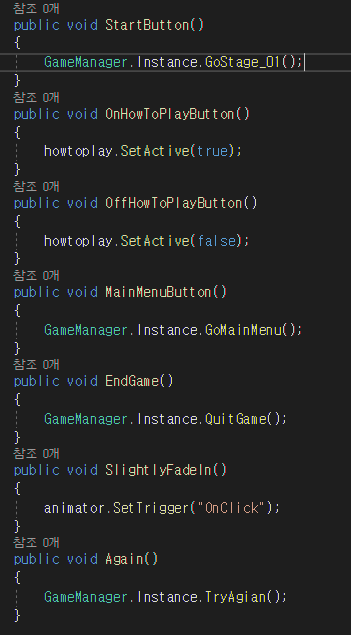 참조 0개
public void StartButton()
{
GameManager.Instance.GoStage_01();
}
참조 0개
public void OnHowToPlayButton()
{
howtoplay.SetActive(true);
}
참조 0개
public void OffHowToPlayButton()
{
howtoplay.SetActive(false);
}
참조 0개
public void MainMenuButton()
{
GameManager.Instance.GoMainMenu();
}
참조 0개
public void EndGame()
{
GameManager.Instance.QuitGame();
}
참조 0개
public void SlightlyFadeIn()
{
animator.SetTrigger("OnClick");
}
참조 0개
public void Again()
{
GameManager.Instance.TryAgian();
}